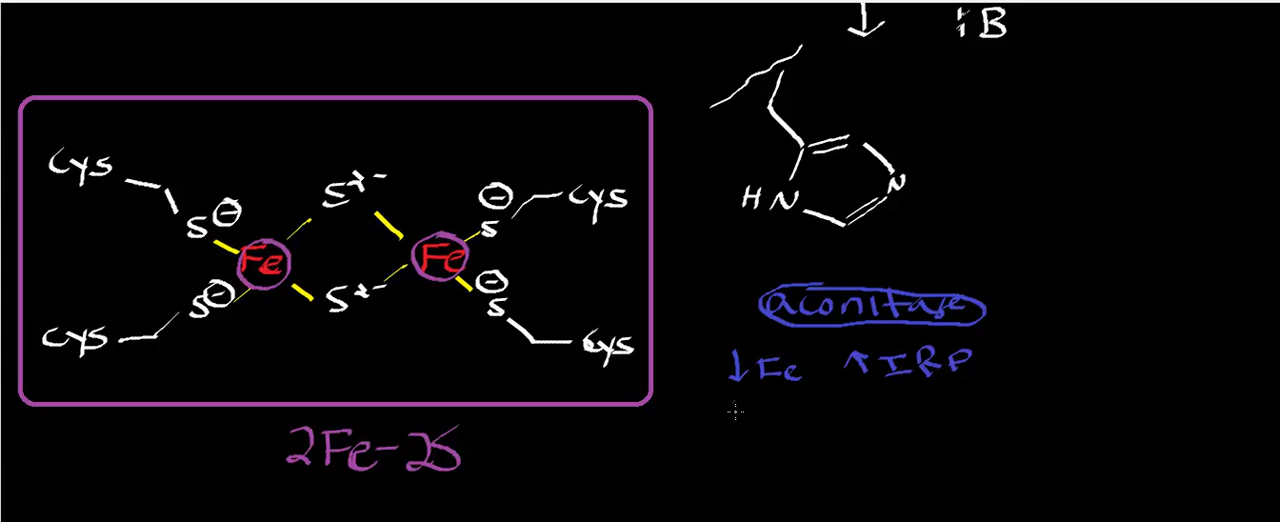 ↓ :B
Cys S²⁻ S⊖ Cys
S⊖ Fe Fe S
S⊖ S²⁻ S⊖
Cys Cys
2Fe-2S
N
HN
aconitase
↓Fe ↑IRP